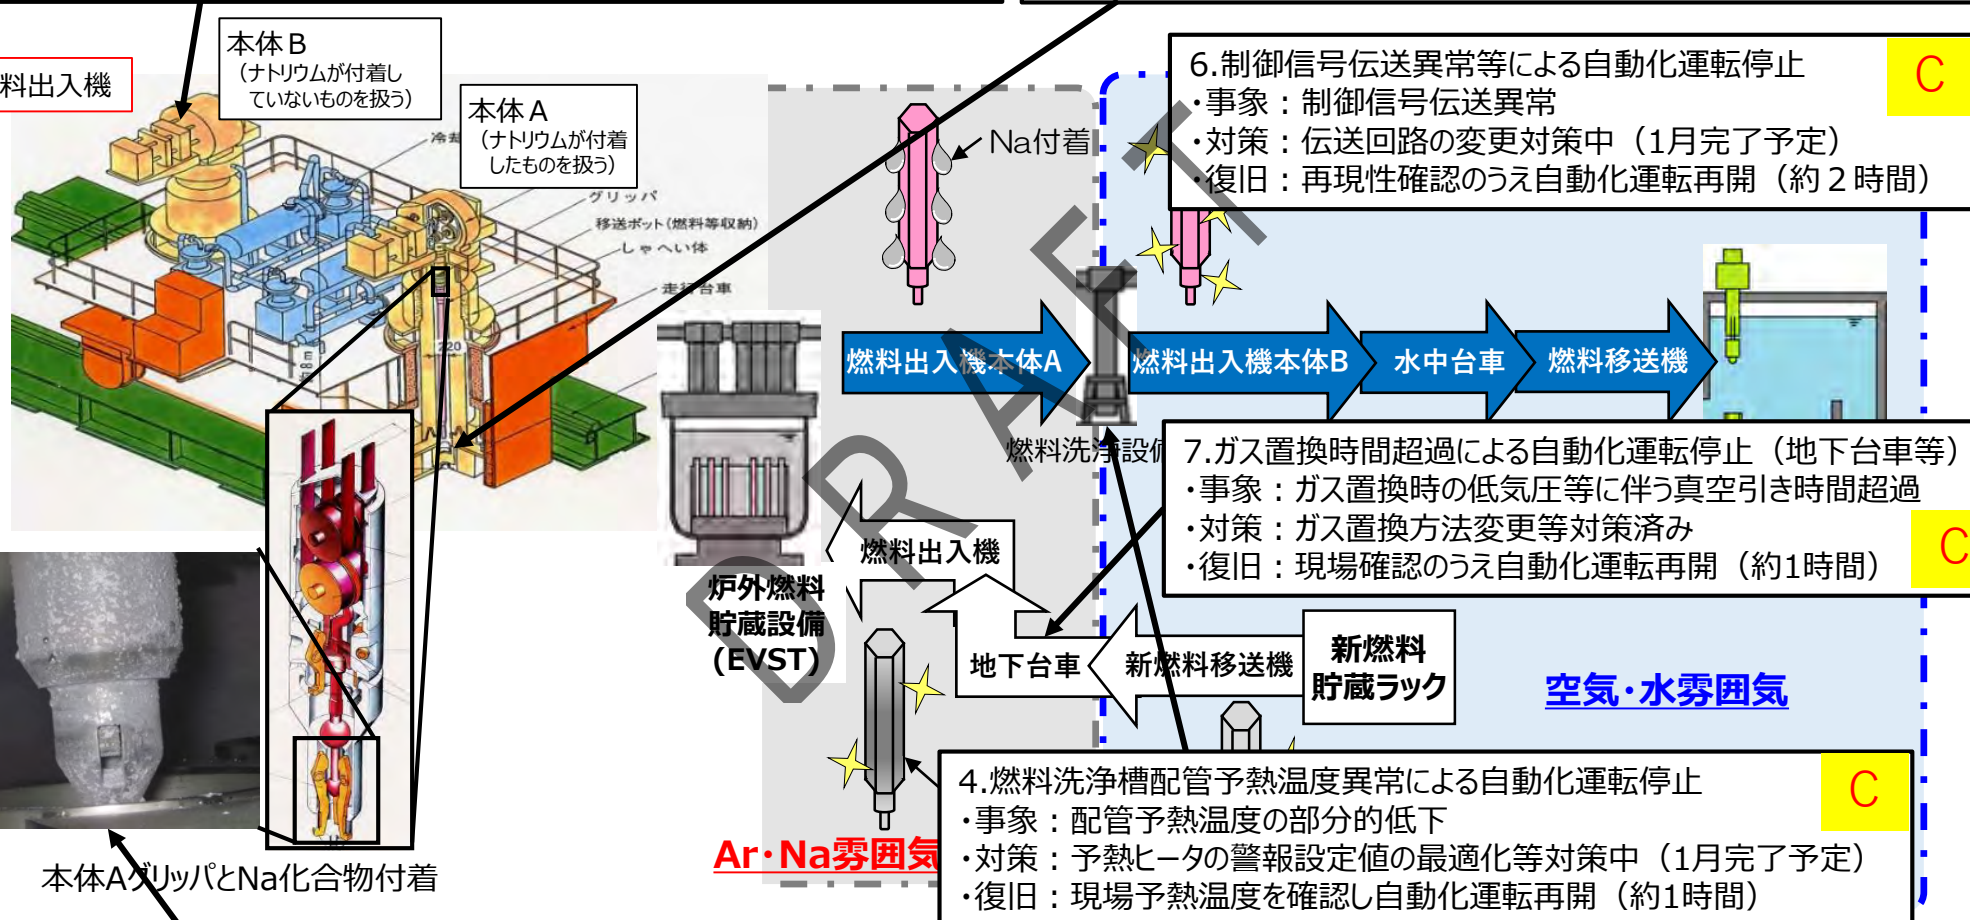 料出入機
本体B
（ナトリウムが付着し
ていないものを扱う）
本体A
（ナトリウムが付着
したものを扱う）
冷却
グリッパ
移送ポット(燃料等収納)
しゃへい体
走行台車
220
Na付着
6.制御信号伝送異常等による自動化運転停止
・事象：制御信号伝送異常
・対策：伝送回路の変更対策中（1月完了予定）
・復旧：再現性確認のうえ自動化運転再開（約２時間）
C
燃料出入機本体A
燃料出入機本体B
水中台車
燃料移送機
燃料洗浄設備
7.ガス置換時間超過による自動化運転停止（地下台車等）
・事象：ガス置換時の低気圧等に伴う真空引き時間超過
・対策：ガス置換方法変更等対策済み
・復旧：現場確認のうえ自動化運転再開（約1時間）
C
燃料出入機
炉外燃料
貯蔵設備
(EVST)
地下台車
新燃料移送機
新燃料
貯蔵ラック
空気・水雰囲気
Ar・Na雰囲気
4.燃料洗浄槽配管予熱温度異常による自動化運転停止
・事象：配管予熱温度の部分的低下
・対策：予熱ヒータの警報設定値の最適化等対策中（1月完了予定）
・復旧：現場予熱温度を確認し自動化運転再開（約1時間）
C
本体AグリッパとNa化合物付着
DRAFT